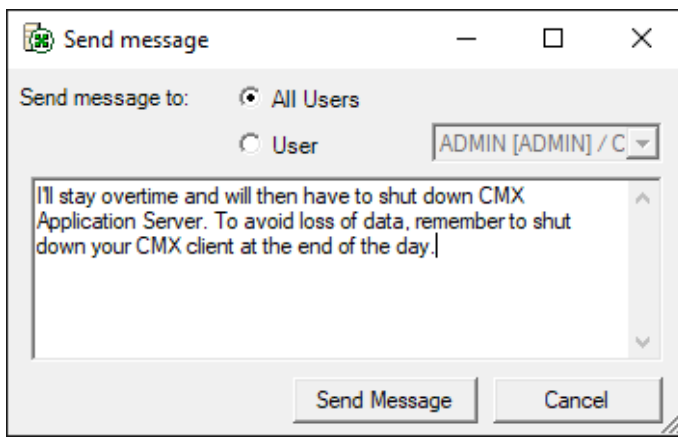 Send message
Send message to:
All Users
User
ADMIN [ADMIN] / C
I'll stay overtime and will then have to shut down CMX
Application Server. To avoid loss of data, remember to shut
down your CMX client at the end of the day.
Send Message
Cancel